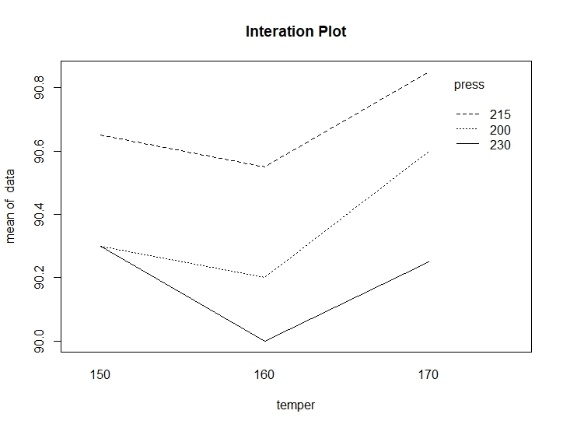 Interation Plot
press
215
200
230
mean of  data
90.8
90.6
90.4
90.2
90.0
150 160 170
temper